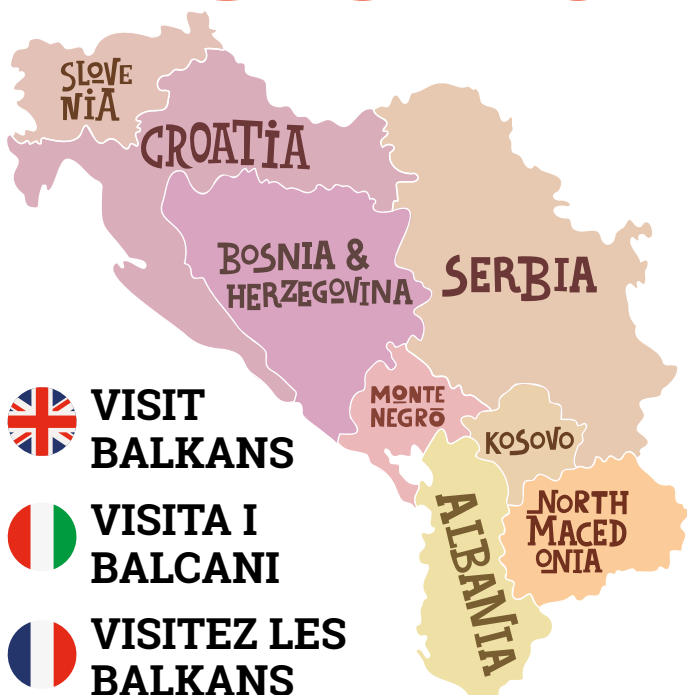 SLOVE
NiA
CROATiA
BOSNIA &
HERZEGOVINA
SERBIA
MONTE
NEGRO
KOSOVO
NORTH
MACED
ONIA
ALBANIA
VISIT
BALKANS
VISITA I
BALCANI
VISITEZ LES
BALKANS